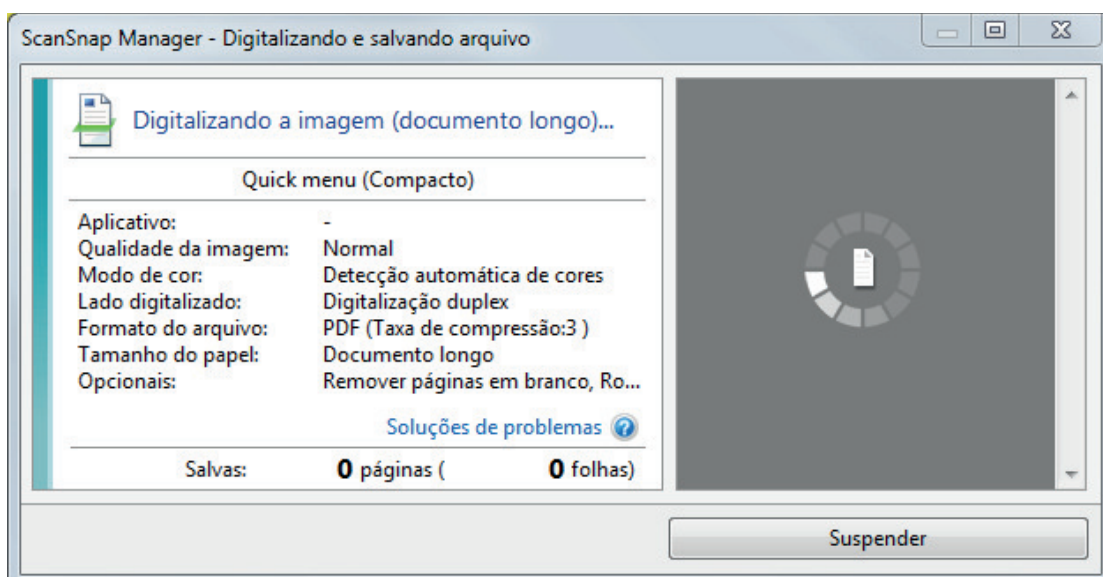 ScanSnap Manager - Digitalizando e salvando arquivo
Digitalizando a imagem (documento longo)...
Quick menu (Compacto)
Aplicativo: -
Qualidade da imagem: Normal
Modo de cor: Detecção automática de cores
Lado digitalizado: Digitalização duplex
Formato do arquivo: PDF (Taxa de compressão:3 )
Tamanho do papel: Documento longo
Opcionais: Remover páginas em branco, Ro...
Soluções de problemas
Salvas: 0 páginas ( 0 folhas)
Suspender